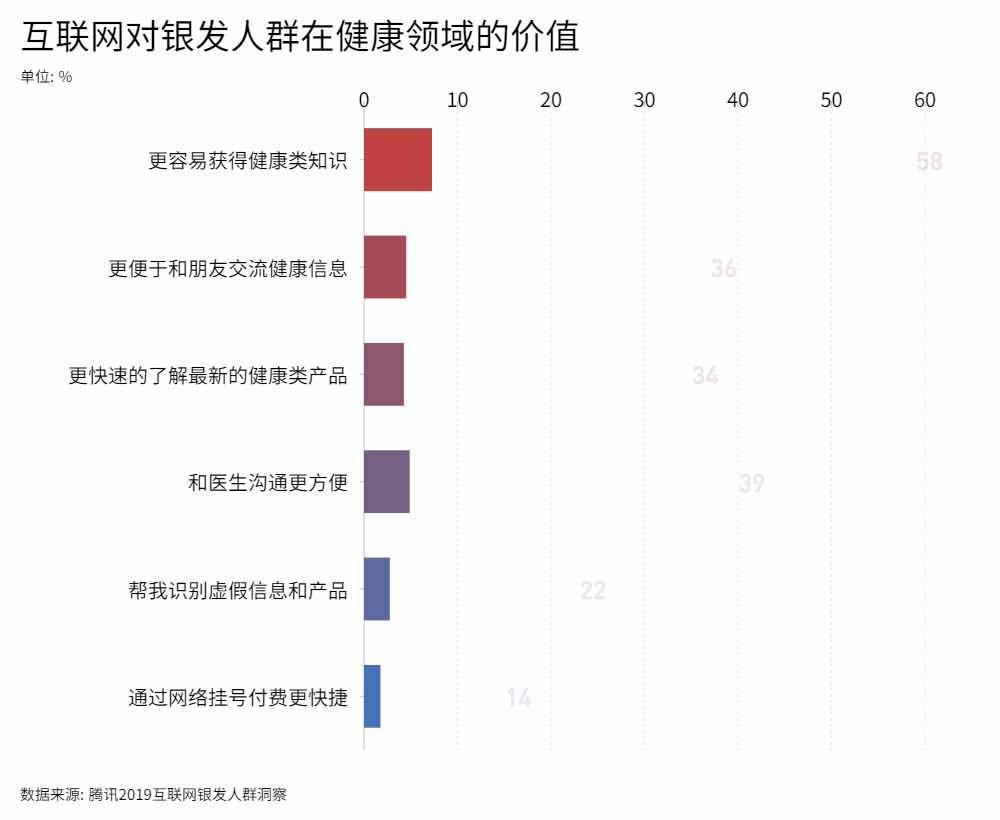 互联网对银发人群在健康领域的价值
单位: %
0 10 20 30 40 50 60
更容易获得健康类知识 58
更便于和朋友交流健康信息 36
更快速的了解最新的健康类产品 34
和医生沟通更方便 39
帮我识别虚假信息和产品 22
通过网络挂号付费更快捷 14
数据来源: 腾讯2019互联网银发人群洞察